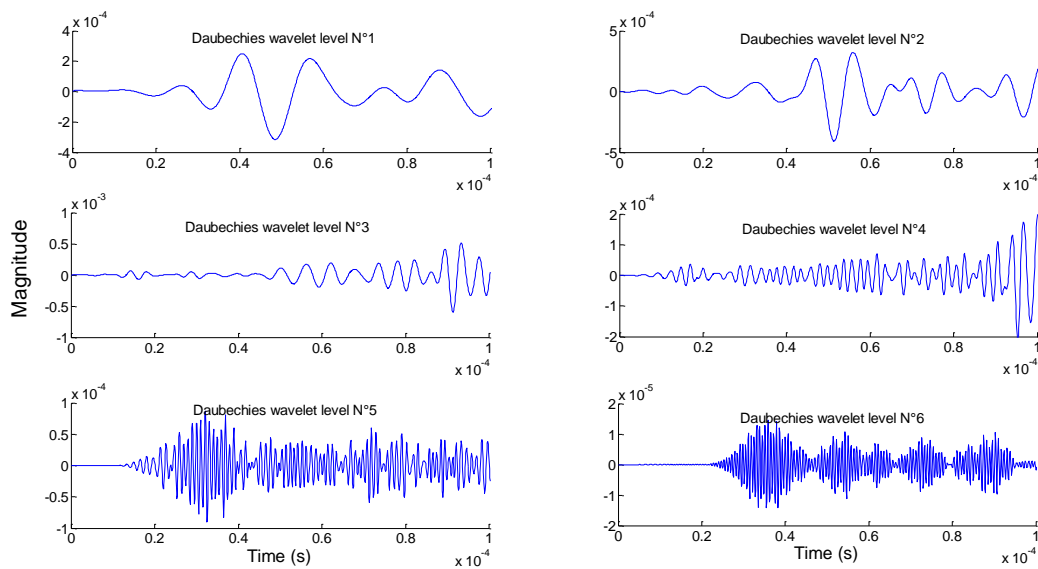 x 10^-4
Daubechies wavelet level N°1
4
2
0
-2
-4
0 0.2 0.4 0.6 0.8 1
x 10^-4
x 10^-4
Daubechies wavelet level N°2
5
0
-5
0 0.2 0.4 0.6 0.8 1
x 10^-4
Magnitude
x 10^-3
Daubechies wavelet level N°3
1
0.5
0
-0.5
-1
0 0.2 0.4 0.6 0.8 1
x 10^-4
x 10^-4
Daubechies wavelet level N°4
2
1
0
-1
-2
0 0.2 0.4 0.6 0.8 1
x 10^-4
x 10^-4
Daubechies wavelet level N°5
1
0.5
0
-0.5
-1
0 0.2 0.4 0.6 0.8 1
Time (s)
x 10^-4
x 10^-5
Daubechies wavelet level N°6
2
1
0
-1
-2
0 0.2 0.4 0.6 0.8 1
Time (s)
x 10^-4